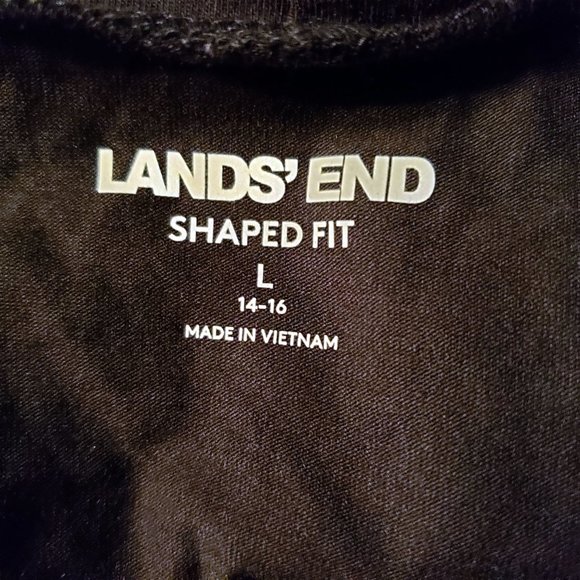 LANDS' END
SHAPED FIT
L
14-16
MADE IN VIETNAM